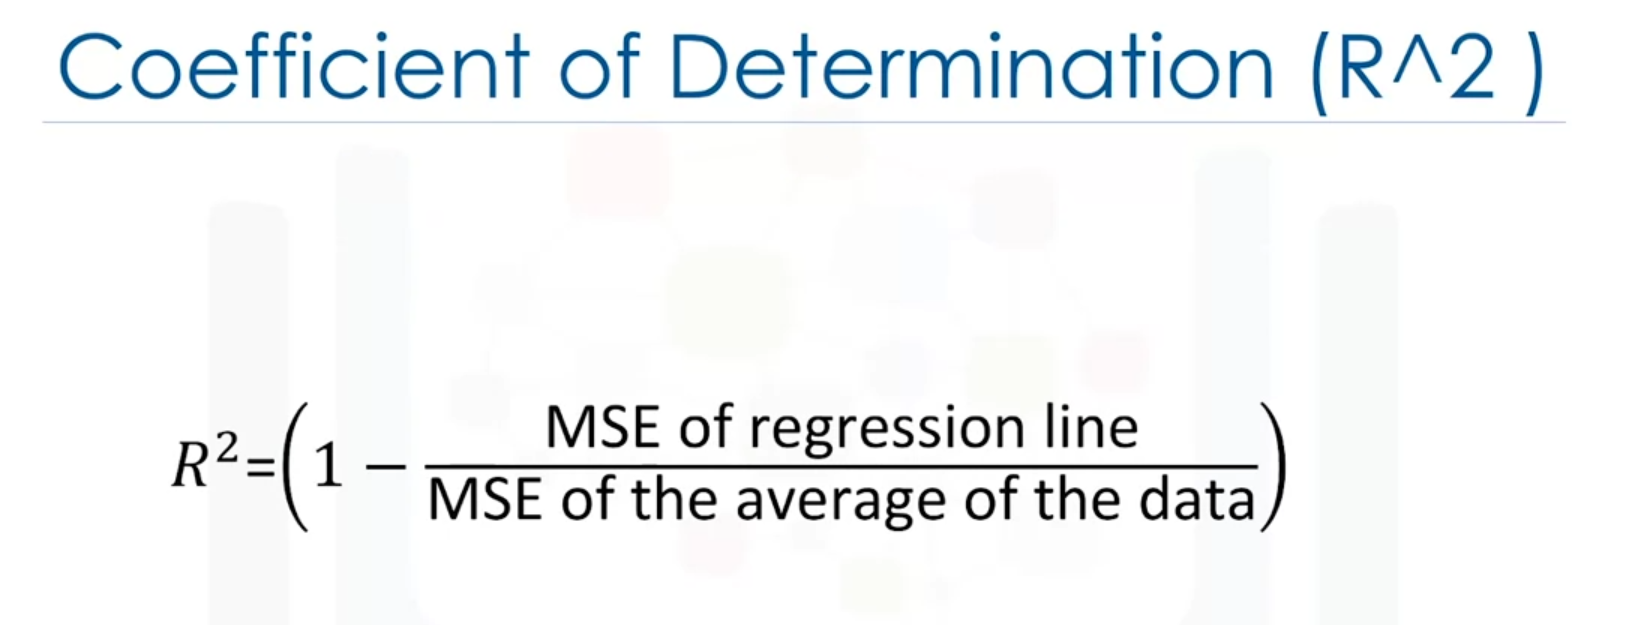 Coefficient of Determination (R^2 )
R²=(1 − MSE of regression line
MSE of the average of the data)